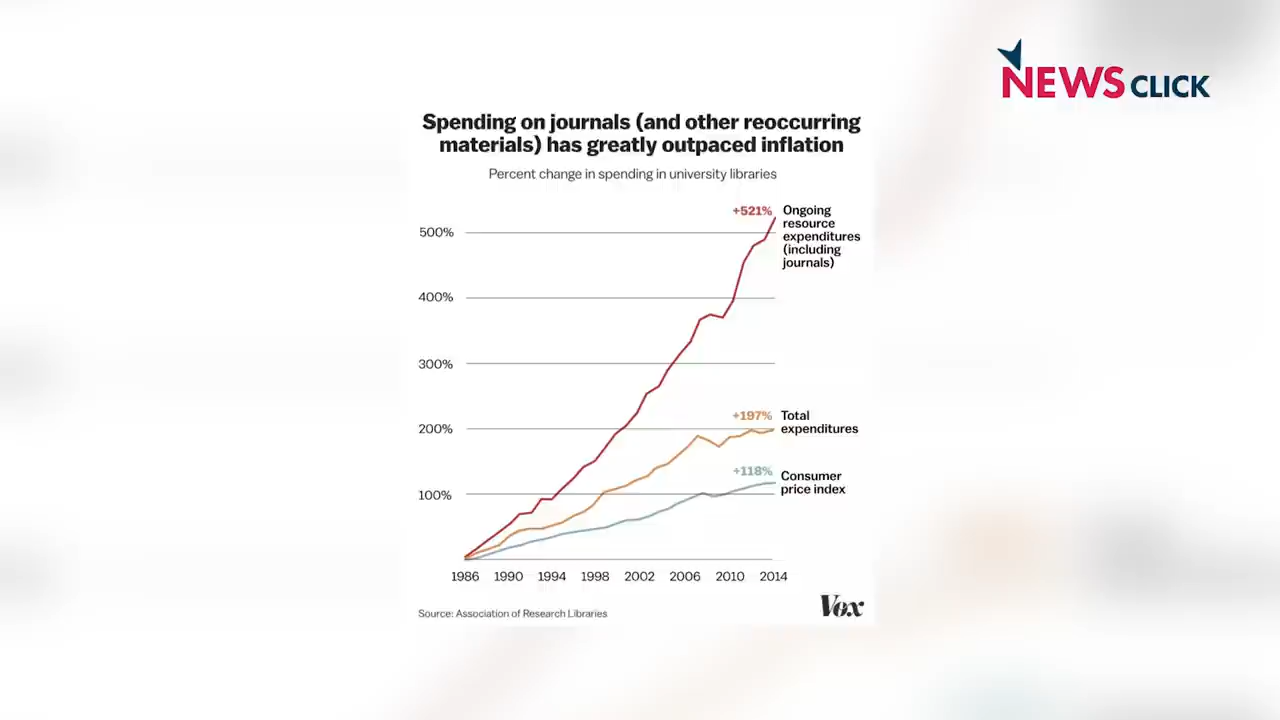 NEWS CLICK
Spending on journals (and other reoccurring
materials) has greatly outpaced inflation
Percent change in spending in university libraries
+521%
Ongoing
resource
expenditures
(including
journals)
500%
400%
300%
+197%
Total
expenditures
200%
+118%
Consumer
price index
100%
1986 1990 1994 1998 2002 2006 2010 2014
Source: Association of Research Libraries
Vox